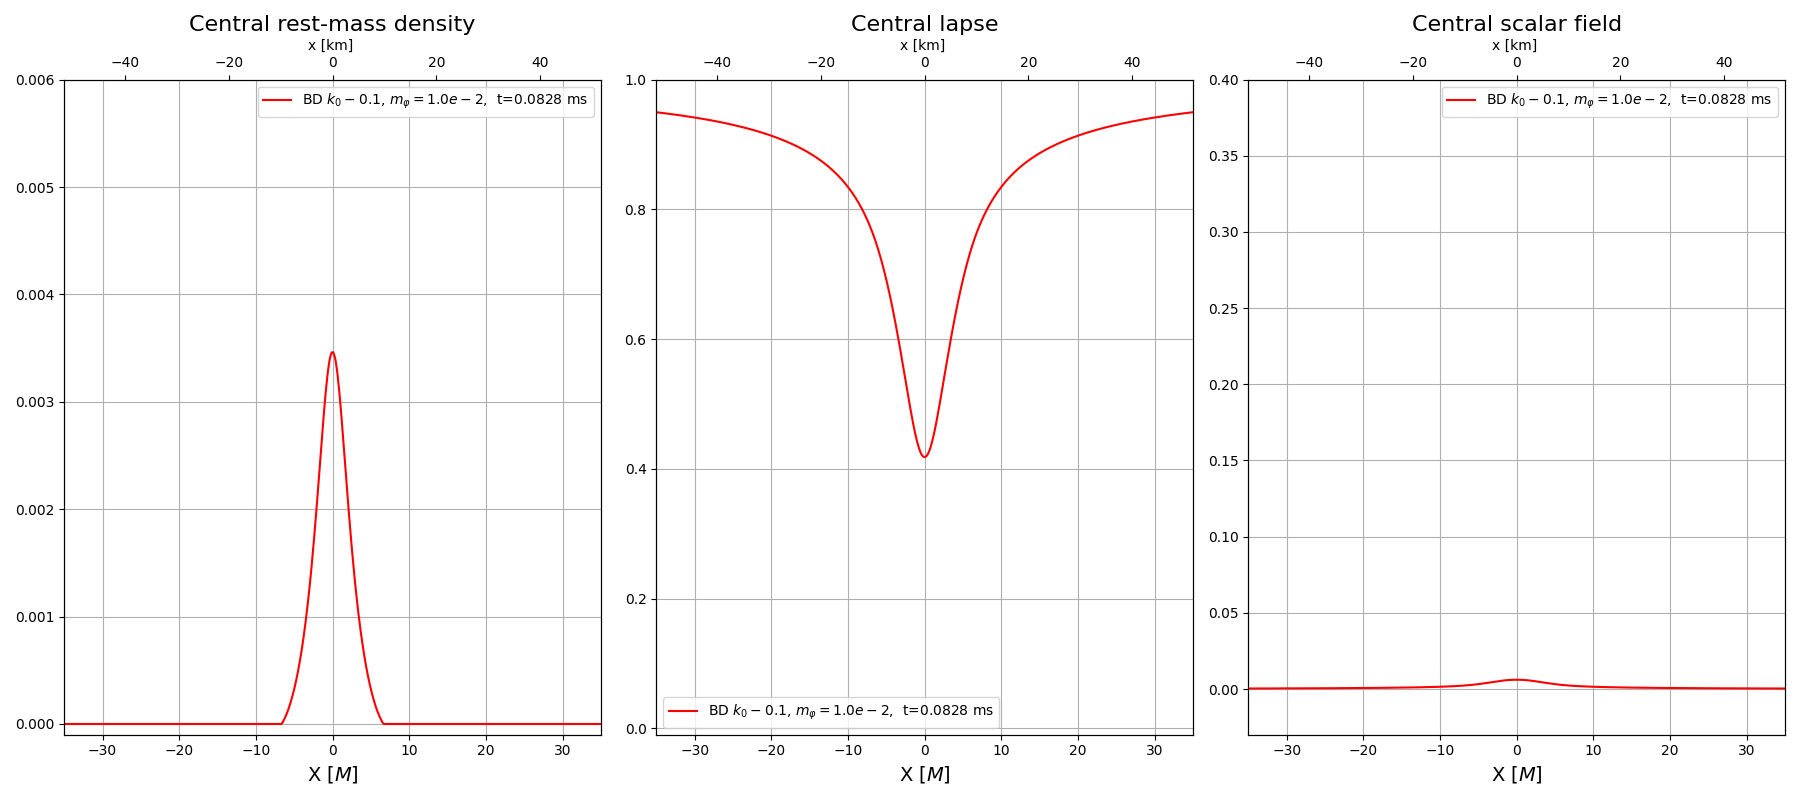 Central rest-mass density
x [km]
−40 −20 0 20 40
0.006
0.005
0.004
0.003
0.002
0.001
0.000
BD k₀ − 0.1, mᵩ = 1.0e − 2, t=0.0828 ms
−30 −20 −10 0 10 20 30
X [M]
Central lapse
x [km]
−40 −20 0 20 40
1.0
0.8
0.6
0.4
0.2
0.0
BD k₀ − 0.1, mᵩ = 1.0e − 2, t=0.0828 ms
−30 −20 −10 0 10 20 30
X [M]
Central scalar field
x [km]
−40 −20 0 20 40
0.40
0.35
0.30
0.25
0.20
0.15
0.10
0.05
0.00
BD k₀ − 0.1, mᵩ = 1.0e − 2, t=0.0828 ms
−30 −20 −10 0 10 20 30
X [M]